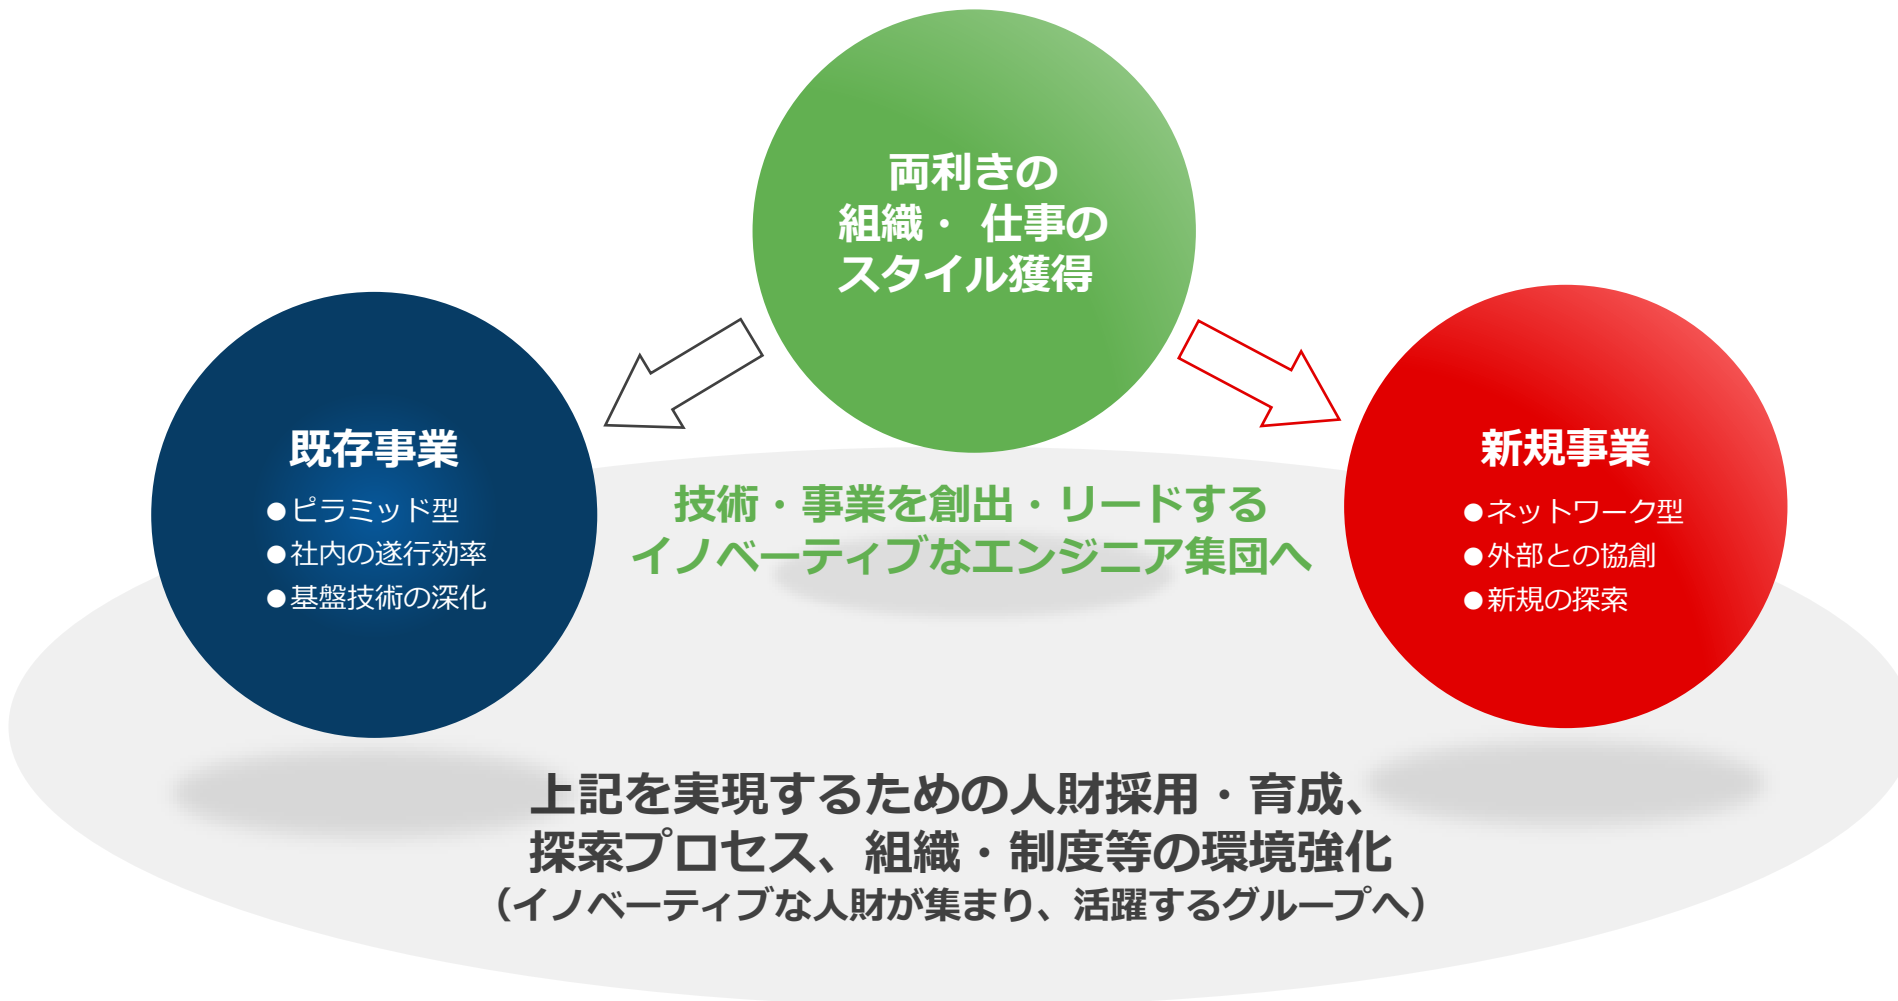 両利きの
組織・ 仕事の
スタイル獲得
既存事業
●ピラミッド型
●社内の遂行効率
●基盤技術の深化
技術・事業を創出・リードする
イノベーティブなエンジニア集団へ
新規事業
●ネットワーク型
●外部との協創
●新規の探索
上記を実現するための人財採用・育成、
探索プロセス、組織・制度等の環境強化
（イノベーティブな人財が集まり、活躍するグループへ）